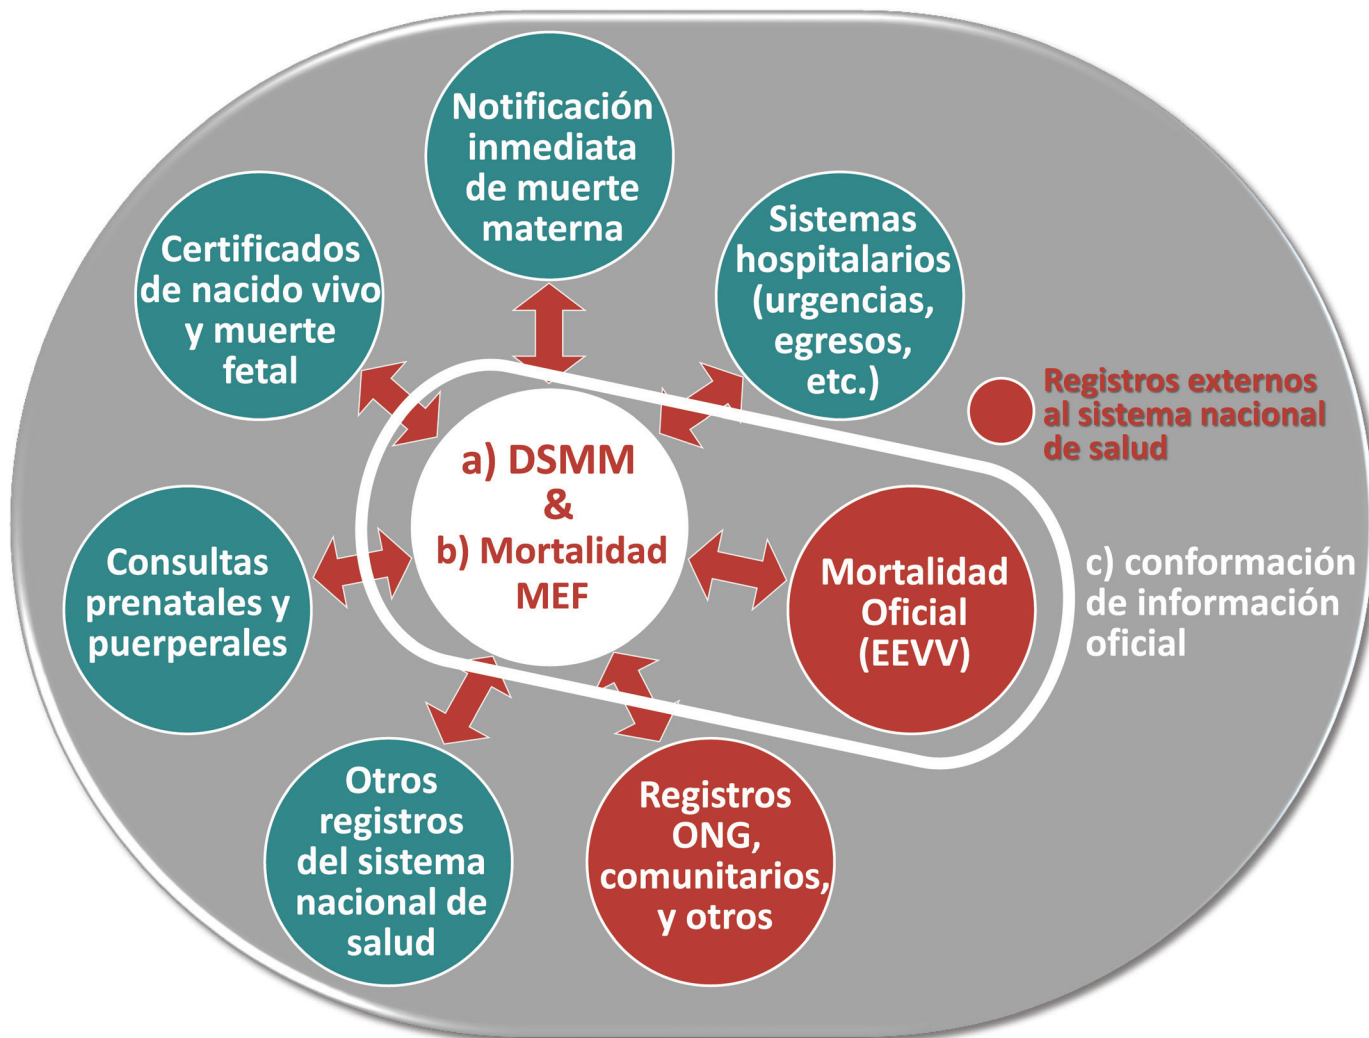 Notificación
inmediata
de muerte
materna
Certificados
de nacido vivo
y muerte
fetal
Sistemas
hospitalarios
(urgencias,
egresos,
etc.)
Registros externos
al sistema nacional
de salud
a) DSMM
&
b) Mortalidad
MEF
Consultas
prenatales y
puerperales
Mortalidad
Oficial
(EEVV)
c) conformación
de información
oficial
Otros
registros
del sistema
nacional de
salud
Registros
ONG,
comunitarios,
y otros